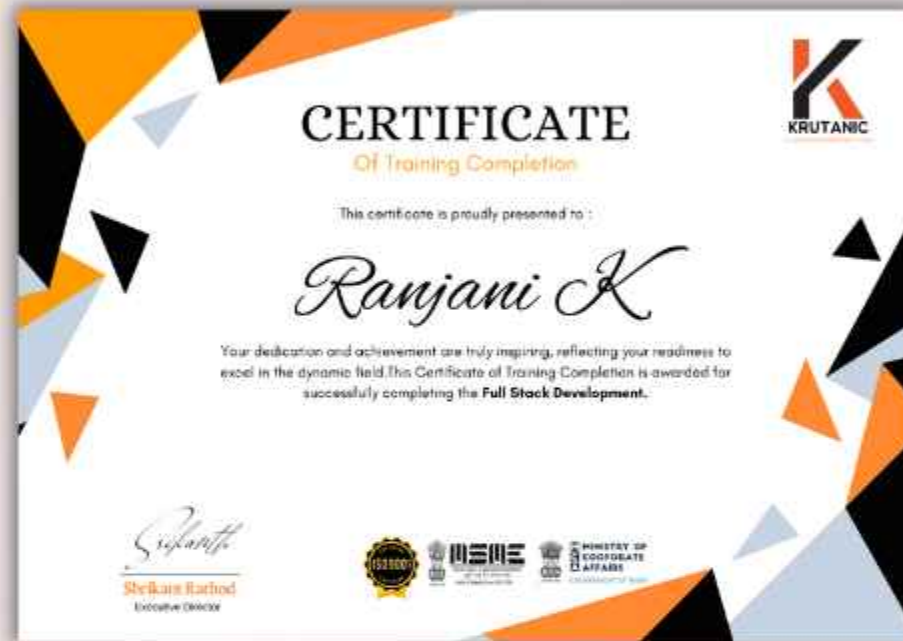 KRUTANIC
CERTIFICATE
Of Training Completion
This certificate is proudly presented to :
Ranjani K
Your dedication and achievement are truly inspiring, reflecting your readiness to
excel in the dynamic field.This Certificate of Training Completion is awarded for
successfully completing the Full Stack Development.
Srikanth
Executive Director
ISO9001
MSME
MINISTRY OF
CORPORATE
AFFAIRS